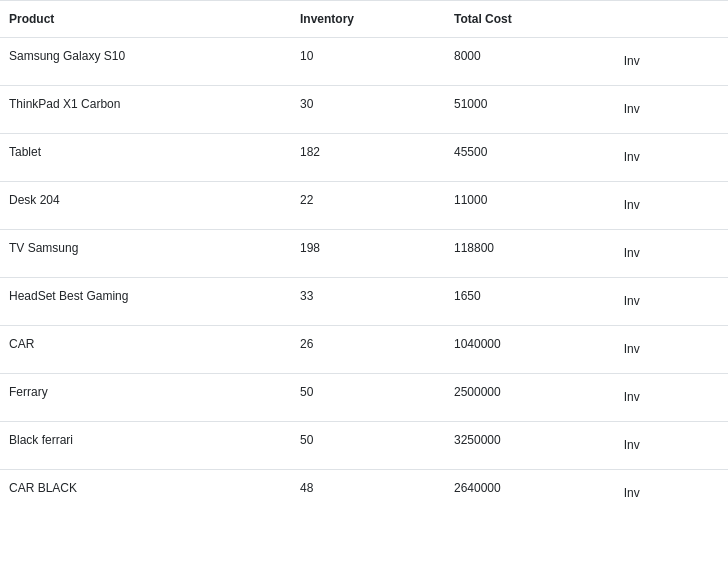 Product Inventory Total Cost
Samsung Galaxy S10 10 8000 Inv
ThinkPad X1 Carbon 30 51000 Inv
Tablet 182 45500 Inv
Desk 204 22 11000 Inv
TV Samsung 198 118800 Inv
HeadSet Best Gaming 33 1650 Inv
CAR 26 1040000 Inv
Ferrary 50 2500000 Inv
Black ferrari 50 3250000 Inv
CAR BLACK 48 2640000 Inv